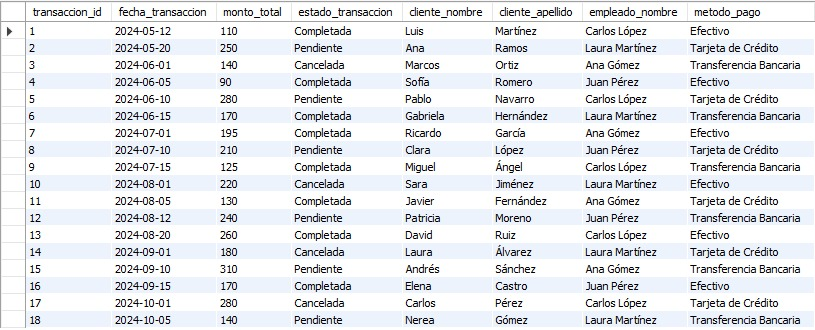 transaccion_id fecha_transaccion monto_total estado_transaccion cliente_nombre cliente_apellido empleado_nombre metodo_pago
1 2024-05-12 110 Completada Luis Martínez Carlos López Efectivo
2 2024-05-20 250 Pendiente Ana Ramos Laura Martínez Tarjeta de Crédito
3 2024-06-01 140 Cancelada Marcos Ortiz Ana Gómez Transferencia Bancaria
4 2024-06-05 90 Completada Sofía Romero Juan Pérez Efectivo
5 2024-06-10 280 Pendiente Pablo Navarro Carlos López Tarjeta de Crédito
6 2024-06-15 170 Completada Gabriela Hernández Laura Martínez Transferencia Bancaria
7 2024-07-01 195 Completada Ricardo García Ana Gómez Efectivo
8 2024-07-10 210 Pendiente Clara López Juan Pérez Tarjeta de Crédito
9 2024-07-15 125 Completada Miguel Ángel Carlos López Transferencia Bancaria
10 2024-08-01 220 Cancelada Sara Jiménez Laura Martínez Efectivo
11 2024-08-05 130 Completada Javier Fernández Ana Gómez Tarjeta de Crédito
12 2024-08-12 240 Pendiente Patricia Moreno Juan Pérez Transferencia Bancaria
13 2024-08-20 260 Completada David Ruiz Carlos López Efectivo
14 2024-09-01 180 Cancelada Laura Álvarez Laura Martínez Tarjeta de Crédito
15 2024-09-10 310 Pendiente Andrés Sánchez Ana Gómez Transferencia Bancaria
16 2024-09-15 170 Completada Elena Castro Juan Pérez Efectivo
17 2024-10-01 280 Cancelada Carlos Pérez Carlos López Tarjeta de Crédito
18 2024-10-05 140 Pendiente Nerea Gómez Laura Martínez Transferencia Bancaria